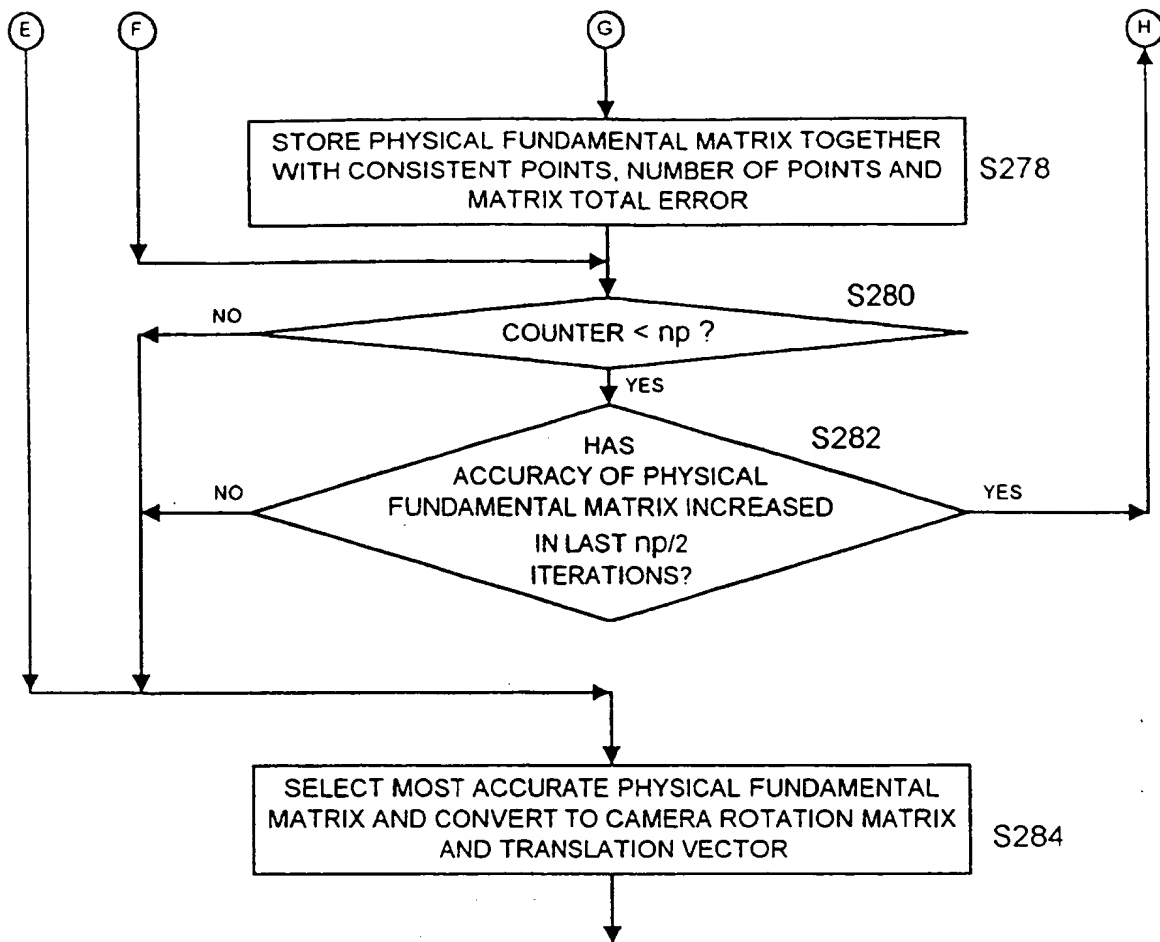 E
F
G
H
STORE PHYSICAL FUNDAMENTAL MATRIX TOGETHER
WITH CONSISTENT POINTS, NUMBER OF POINTS AND
MATRIX TOTAL ERROR
S278
S280
NO
COUNTER < np ?
YES
S282
HAS
ACCURACY OF PHYSICAL
FUNDAMENTAL MATRIX INCREASED
IN LAST np/2
ITERATIONS?
NO
YES
SELECT MOST ACCURATE PHYSICAL FUNDAMENTAL
MATRIX AND CONVERT TO CAMERA ROTATION MATRIX
AND TRANSLATION VECTOR
S284